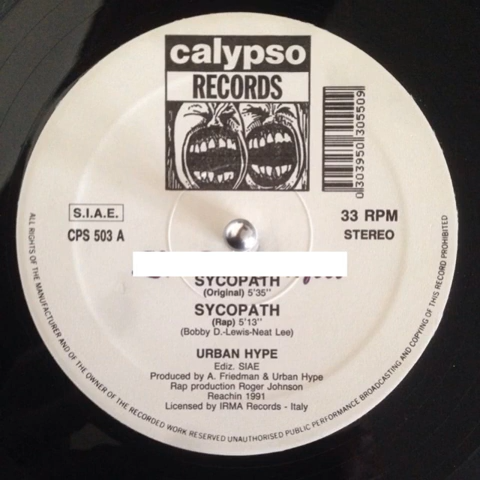 calypso
RECORDS
0 303950 305509
S.I.A.E.
CPS 503 A
33 RPM
STEREO
SYCOPATH
(Original) 5'35''
SYCOPATH
(Rap) 5'13''
(Bobby D.-Lewis-Neat Lee)
URBAN HYPE
Ediz. SIAE
Produced by A. Friedman & Urban Hype
Rap production Roger Johnson
Reachin 1991
Licensed by IRMA Records - Italy
ALL RIGHTS OF THE MANUFACTURER AND OF THE OWNER OF THE RECORDED WORK RESERVED UNAUTHORISED PUBLIC PERFORMANCE BROADCASTING AND COPYING OF THIS RECORD PROHIBITED